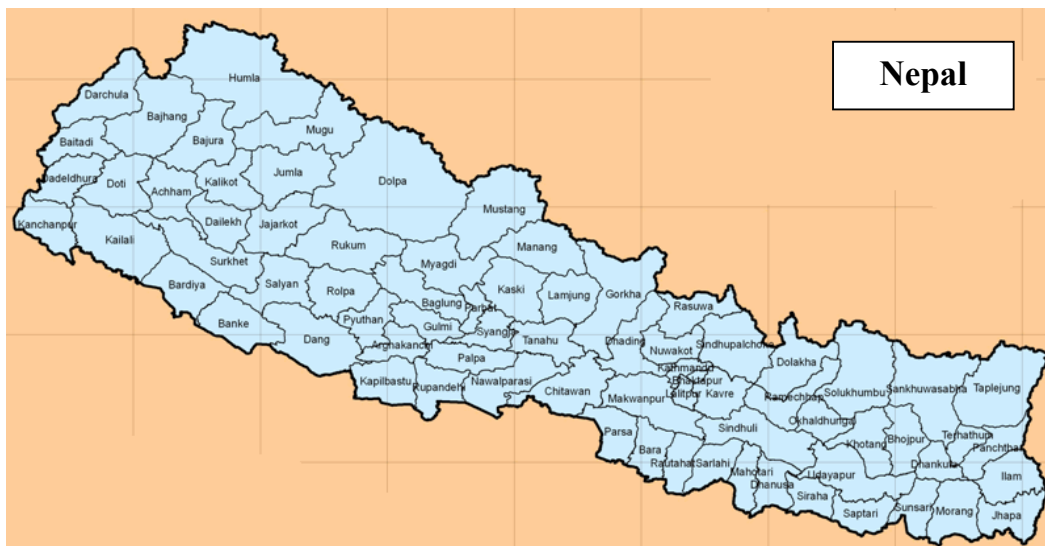 Nepal
Humla
Darchula
Bajhang
Mugu
Baitadi
Bajura
Jumla
Dadeldhura
Doti
Achham
Kalikot
Dolpa
Mustang
Kanchanpur
Dailekh
Jajarkot
Kailali
Rukum
Manang
Surkhet
Myagdi
Bardiya
Salyan
Rolpa
Kaski
Lamjung
Gorkha
Baglung
Parbat
Rasuwa
Banke
Pyuthan
Gulmi
Syangja
Dang
Arghakanchi
Tanahu
Dhading
Nuwakot
Sindhupalchok
Palpa
Dolakha
Kathmandu
Kapilbastu
Rupandehi
Nawalparasi
Chitawan
Bhaktapur
Lalitpur
Kavre
Makwanpur
Ramechhap
Solukhumbu
Sankhuwasabha
Taplejung
Okhaldhunga
Sindhuli
Parsa
Bara
Khotang
Bhojpur
Terhathum
Panchthar
Rautahat
Sarlahi
Mahotari
Dhankuta
Dhanusa
Udayapur
Ilam
Siraha
Saptari
Sunsari
Morang
Jhapa